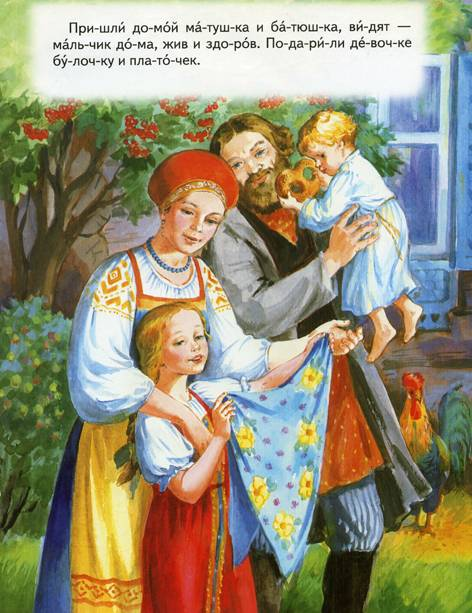 При-шли́ до-мо́й ма́-туш-ка и ба́-тюш-ка, ви́-дят —
ма́ль-чик до́-ма, жив и здо-ро́в. По-да-ри́-ли де́-воч-ке
бу́-лоч-ку и пла-то́-чек.